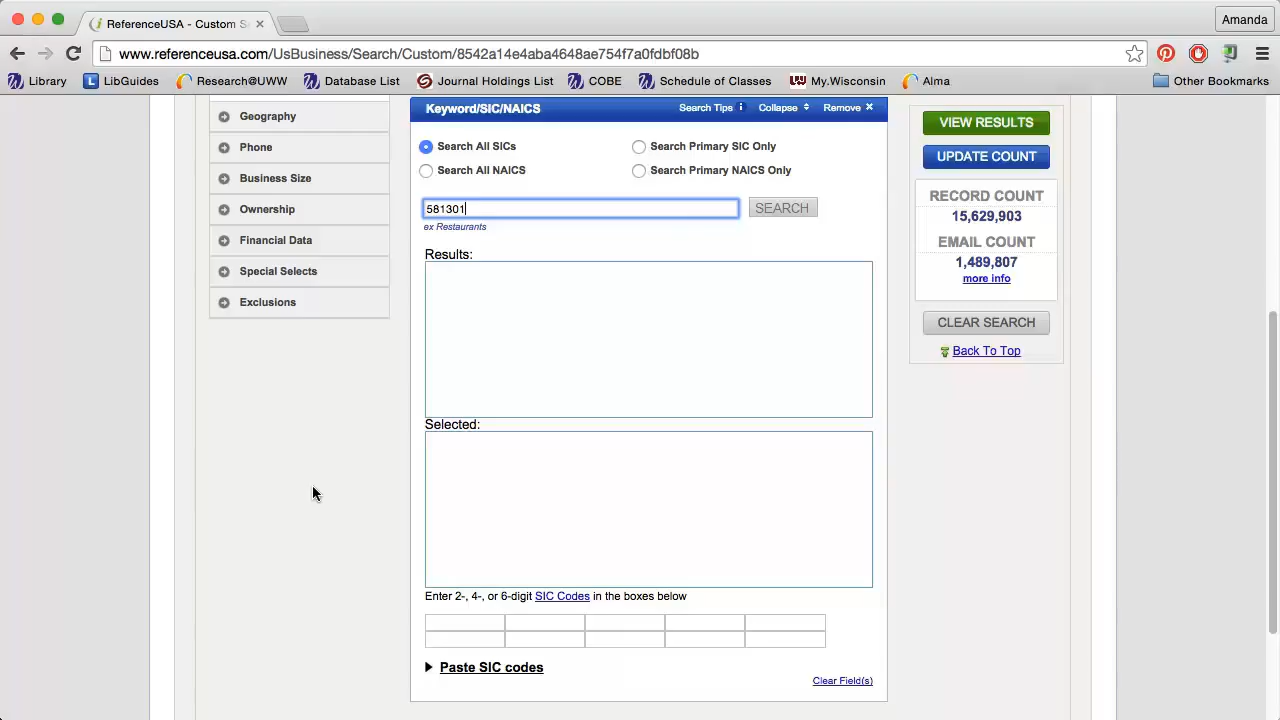 ReferenceUSA - Custom S
Amanda
www.referenceusa.com/UsBusiness/Search/Custom/8542a14e4aba4648ae754f7a0fdbf08b
Library LibGuides Research@UWW Database List Journal Holdings List COBE Schedule of Classes My.Wisconsin Alma Other Bookmarks
Geography
Phone
Business Size
Ownership
Financial Data
Special Selects
Exclusions
Keyword/SIC/NAICS Search Tips Collapse Remove
Search All SICs Search Primary SIC Only
Search All NAICS Search Primary NAICS Only
581301 SEARCH
ex Restaurants
Results:
Selected:
Enter 2-, 4-, or 6-digit SIC Codes in the boxes below
Paste SIC codes
Clear Field(s)
VIEW RESULTS
UPDATE COUNT
RECORD COUNT
15,629,903
EMAIL COUNT
1,489,807
more info
CLEAR SEARCH
Back To Top